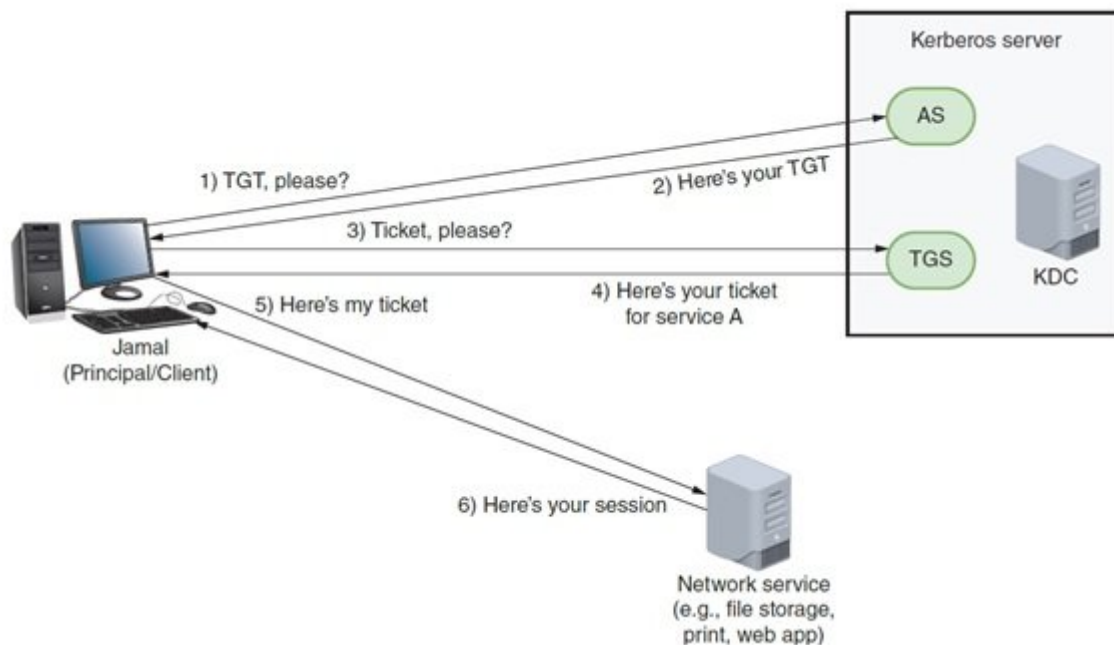 Kerberos server
AS
1) TGT, please?
2) Here's your TGT
3) Ticket, please?
TGS
KDC
4) Here's your ticket
for service A
5) Here's my ticket
Jamal
(Principal/Client)
6) Here's your session
Network service
(e.g., file storage,
print, web app)